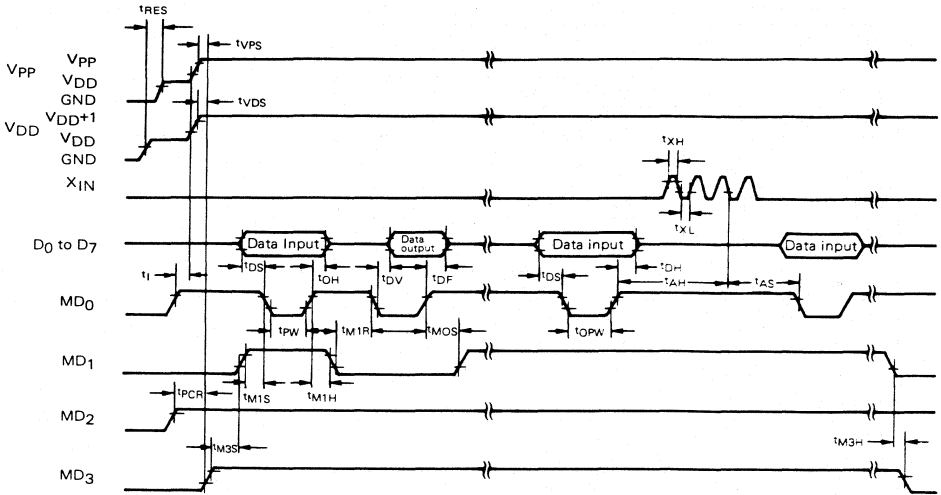 tRES
tVPS
VPP
VPP
VDD
GND
tVDS
VDD
VDD+1
VDD
GND
tXH
XIN
tXL
D0 to D7
Data Input
Data output
Data input
Data input
tDS
tOH
tDV
tDF
tDS
tDH
tI
tAH
tAS
MD0
tPW
tM1R
tMOS
tOPW
MD1
tPCR
tM1S
tM1H
MD2
tM3S
tM3H
MD3